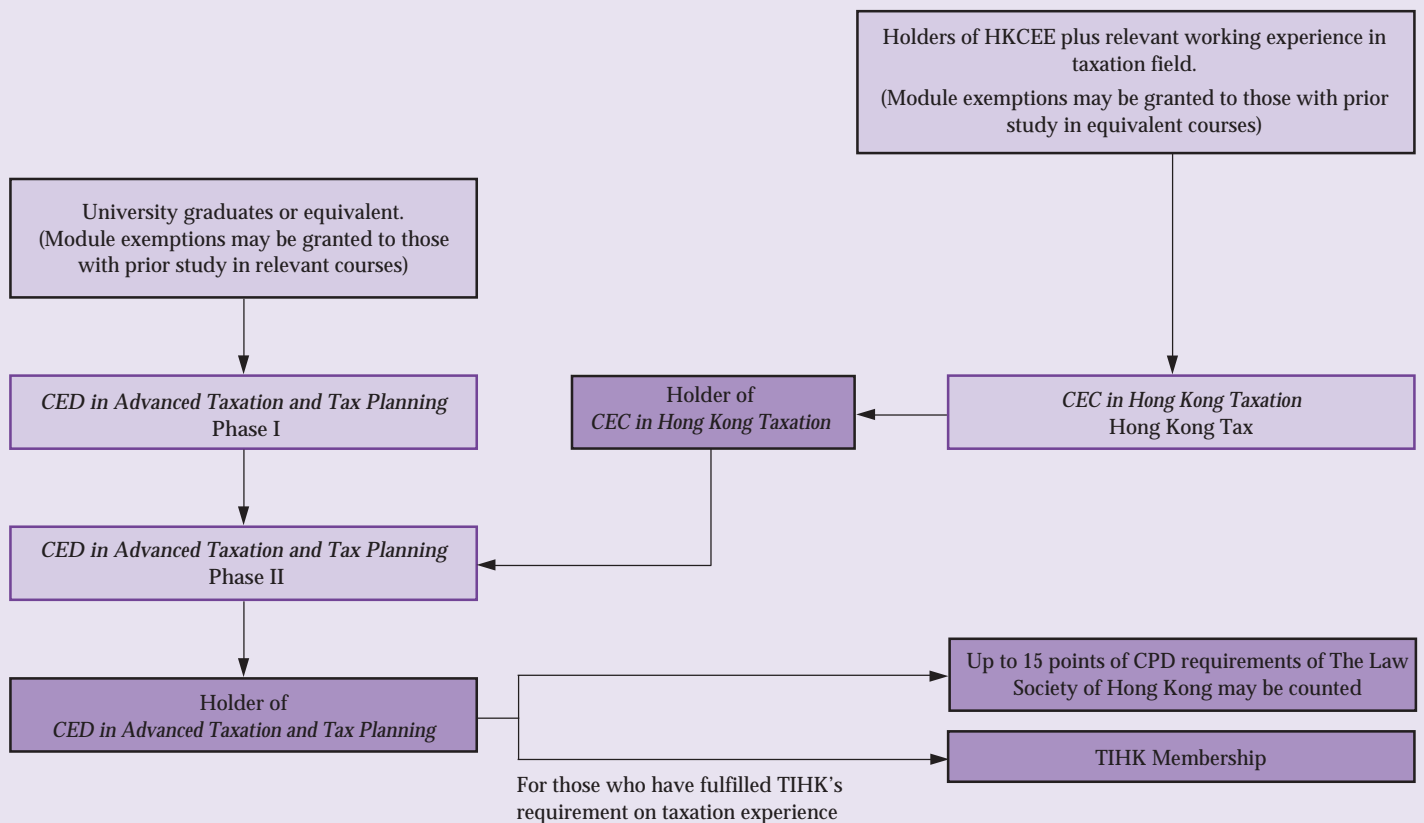 Holders of HKCEE plus relevant working experience in
taxation field.
(Module exemptions may be granted to those with prior
study in equivalent courses)
University graduates or equivalent.
(Module exemptions may be granted to those
with prior study in relevant courses)
CED in Advanced Taxation and Tax Planning
Phase I
Holder of
CEC in Hong Kong Taxation
CEC in Hong Kong Taxation
Hong Kong Tax
CED in Advanced Taxation and Tax Planning
Phase II
Holder of
CED in Advanced Taxation and Tax Planning
Up to 15 points of CPD requirements of The Law
Society of Hong Kong may be counted
TIHK Membership
For those who have fulfilled TIHK’s
requirement on taxation experience